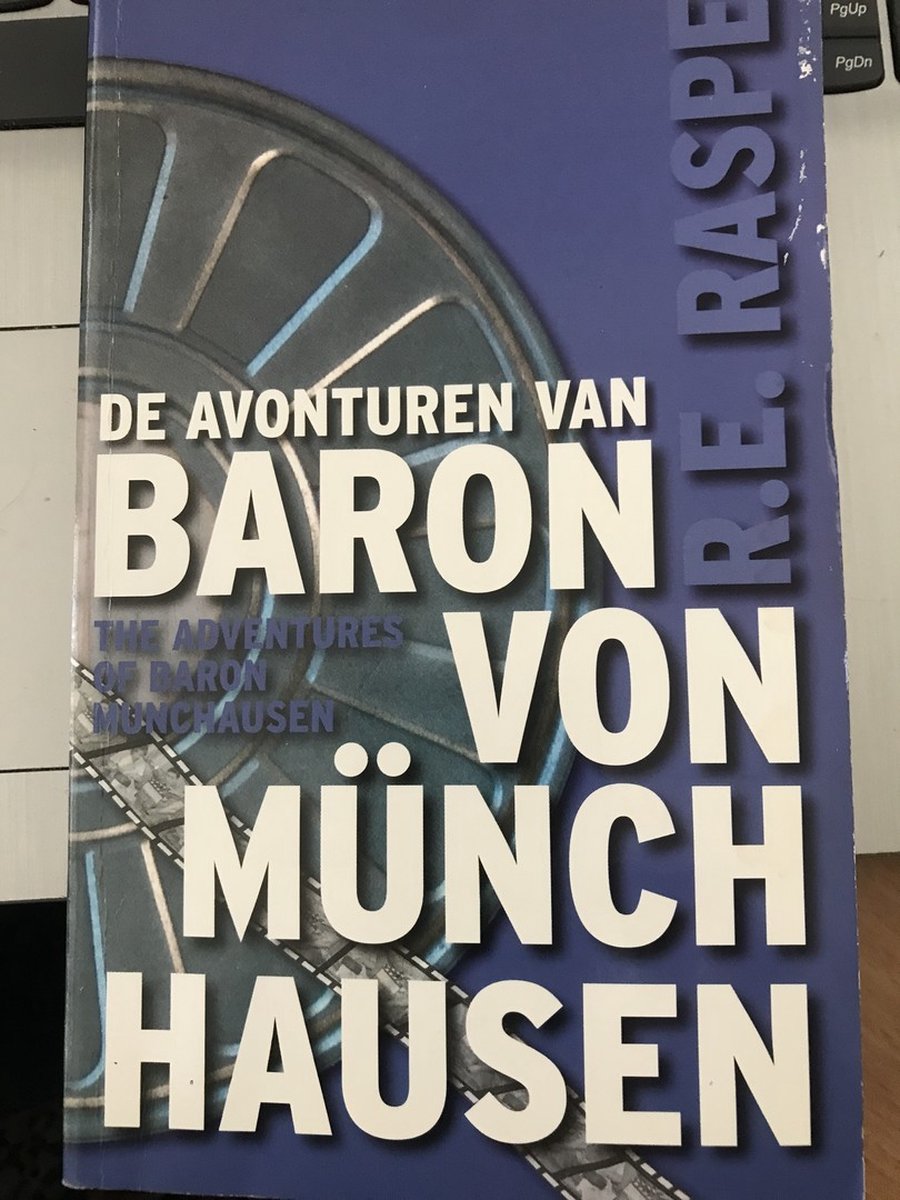 PgUp
PgDn
R.E. RASPE
DE AVONTUREN VAN
BARON
VON
MÜNCH
HAUSEN
THE ADVENTURES
OF BARON
MUNCHAUSEN